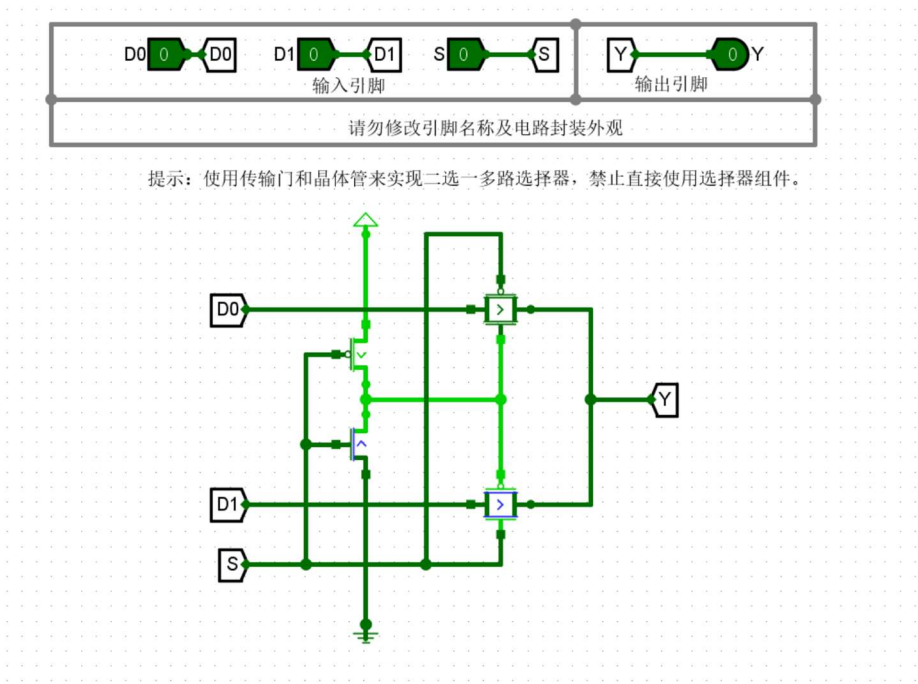 D0 0 D0 D1 0 D1 S 0 S Y 0 Y
输入引脚 输出引脚
请勿修改引脚名称及电路封装外观
提示：使用传输门和晶体管来实现二选一多路选择器，禁止直接使用选择器组件。
D0
Y
D1
S